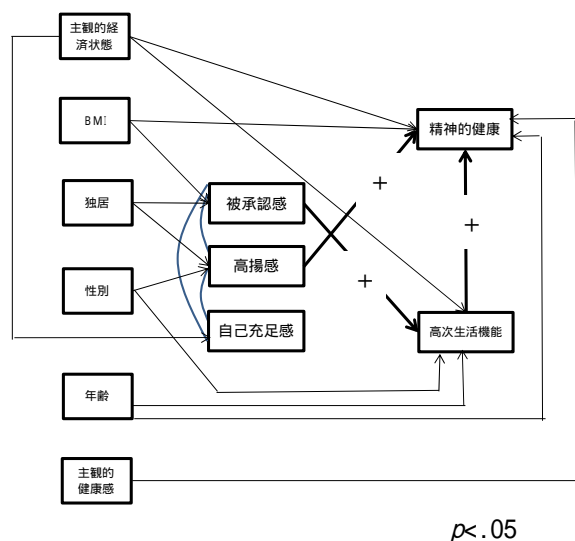 主観的経
済状態
BMI
精神的健康
+
独居
被承認感
+
高揚感
+
性別
自己充足感
高次生活機能
年齢
主観的
健康感
p<.05